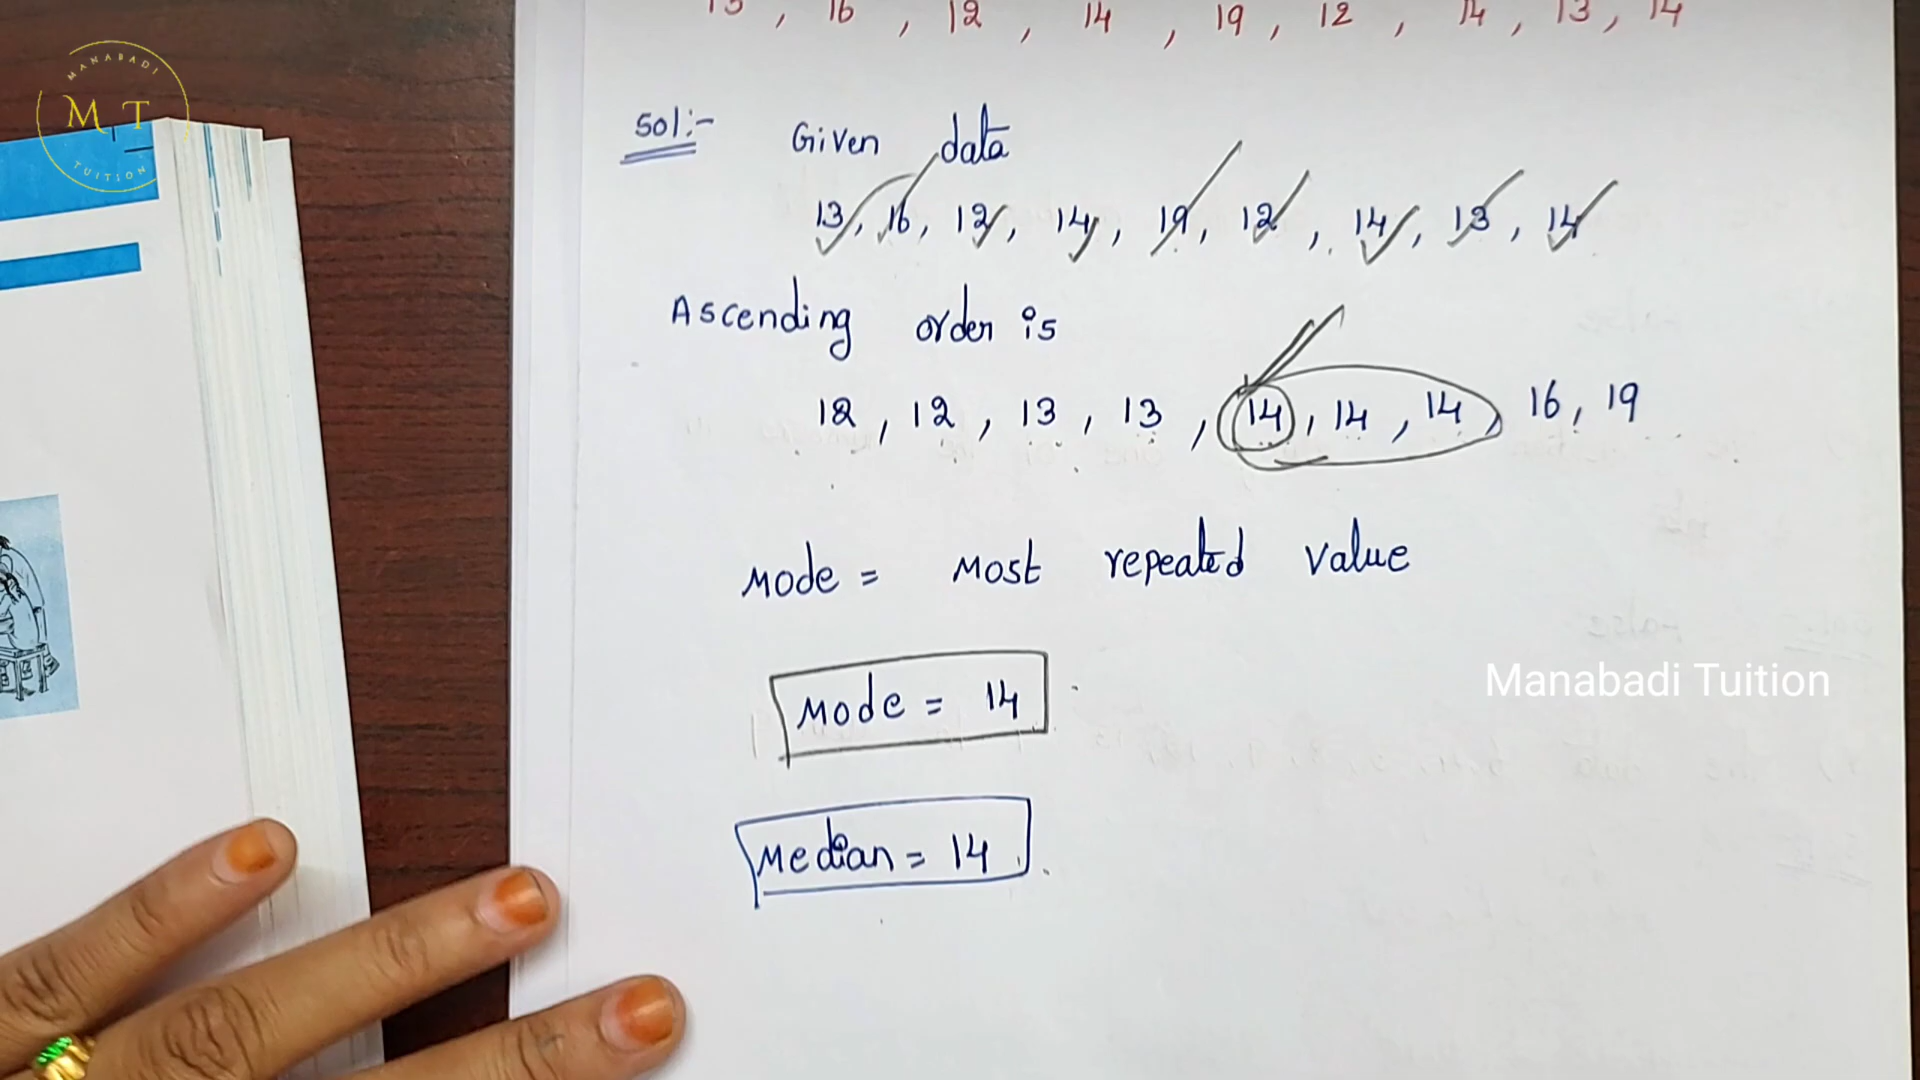 MANABADI
M T
TUITION
13, 16, 12, 14, 19, 12, 14, 13, 14
Sol:- Given data
13, 16, 12, 14, 19, 12, 14, 13, 14
Ascending order is
12, 12, 13, 13, 14, 14, 14, 16, 19
Mode = Most repeated value
Mode = 14
Manabadi Tuition
Median = 14